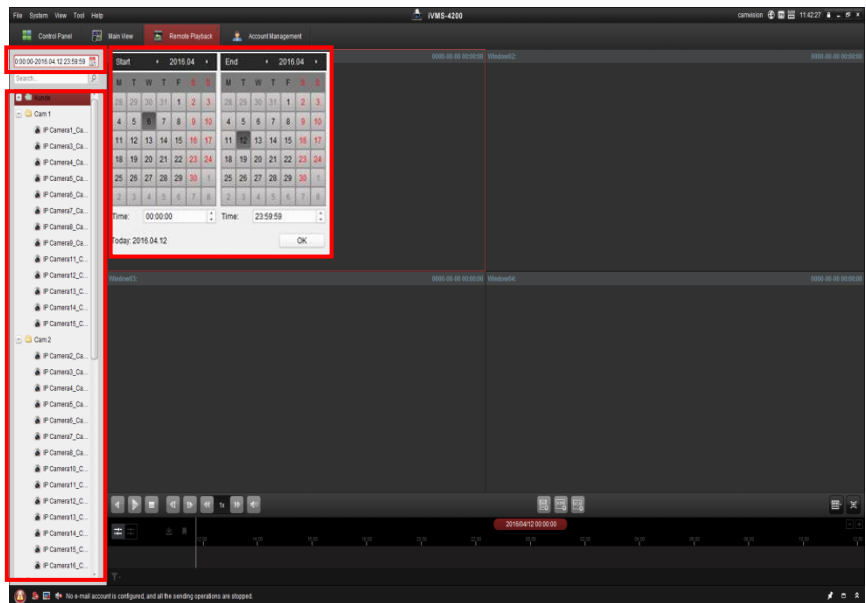 File System View Tool Help
iVMS-4200
camvision 11:42:27
Control Panel Main View Remote Playback Account Management
0:00:00-2016.04.12 23:59:59
Search...
Start 2016.04
M T W T F S S
28 29 30 31 1 2 3
4 5 6 7 8 9 10
11 12 13 14 15 16 17
18 19 20 21 22 23 24
25 26 27 28 29 30 1
2 3 4 5 6 7 8
Time: 00:00:00
Today: 2016.04.12
End 2016.04
M T W T F S S
28 29 30 31 1 2 3
4 5 6 7 8 9 10
11 12 13 14 15 16 17
18 19 20 21 22 23 24
25 26 27 28 29 30 1
2 3 4 5 6 7 8
Time: 23:59:59
OK
0000-00-00 00:00:00
Window02:
0000-00-00 00:00:00
Cam 1
IP Camera1_Ca...
IP Camera3_Ca...
IP Camera4_Ca...
IP Camera5_Ca...
IP Camera6_Ca...
IP Camera7_Ca...
IP Camera8_Ca...
IP Camera9_Ca...
IP Camera11_C...
IP Camera12_C...
IP Camera13_C...
IP Camera14_C...
IP Camera15_C...
Cam 2
IP Camera2_Ca...
IP Camera3_Ca...
IP Camera4_Ca...
IP Camera5_Ca...
IP Camera6_Ca...
IP Camera7_Ca...
IP Camera8_Ca...
IP Camera10_C...
IP Camera11_C...
IP Camera12_C...
IP Camera13_C...
IP Camera14_C...
IP Camera15_C...
IP Camera16_C...
Window03:
0000-00-00 00:00:00
Window04:
0000-00-00 00:00:00
1x
2016/04/12 00:00:00
No e-mail account is configured, and all the sending operations are stopped.